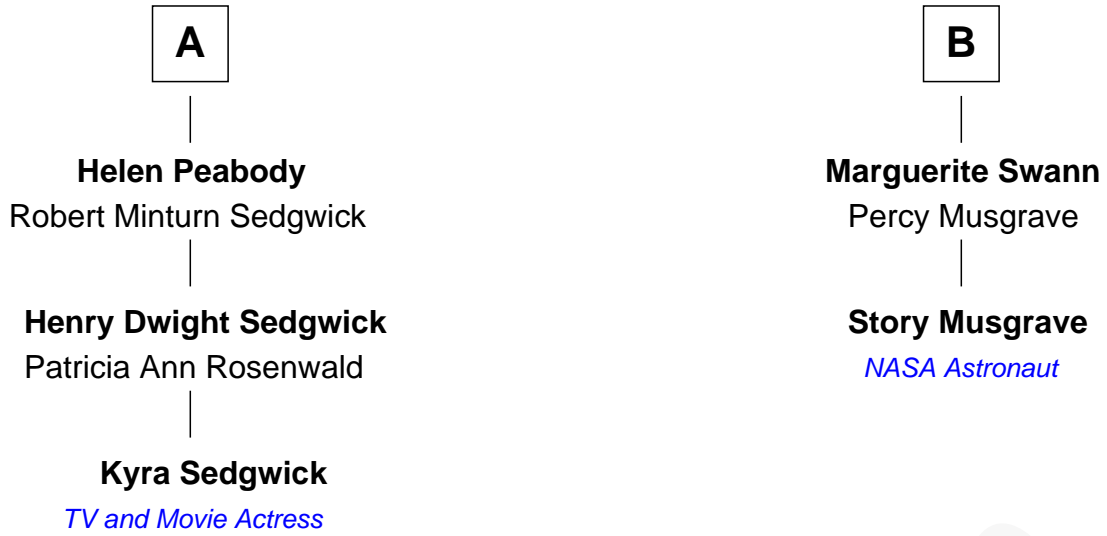 A
Helen Peabody
Robert Minturn Sedgwick
Henry Dwight Sedgwick
Patricia Ann Rosenwald
Kyra Sedgwick
TV and Movie Actress
B
Marguerite Swann
Percy Musgrave
Story Musgrave
NASA Astronaut